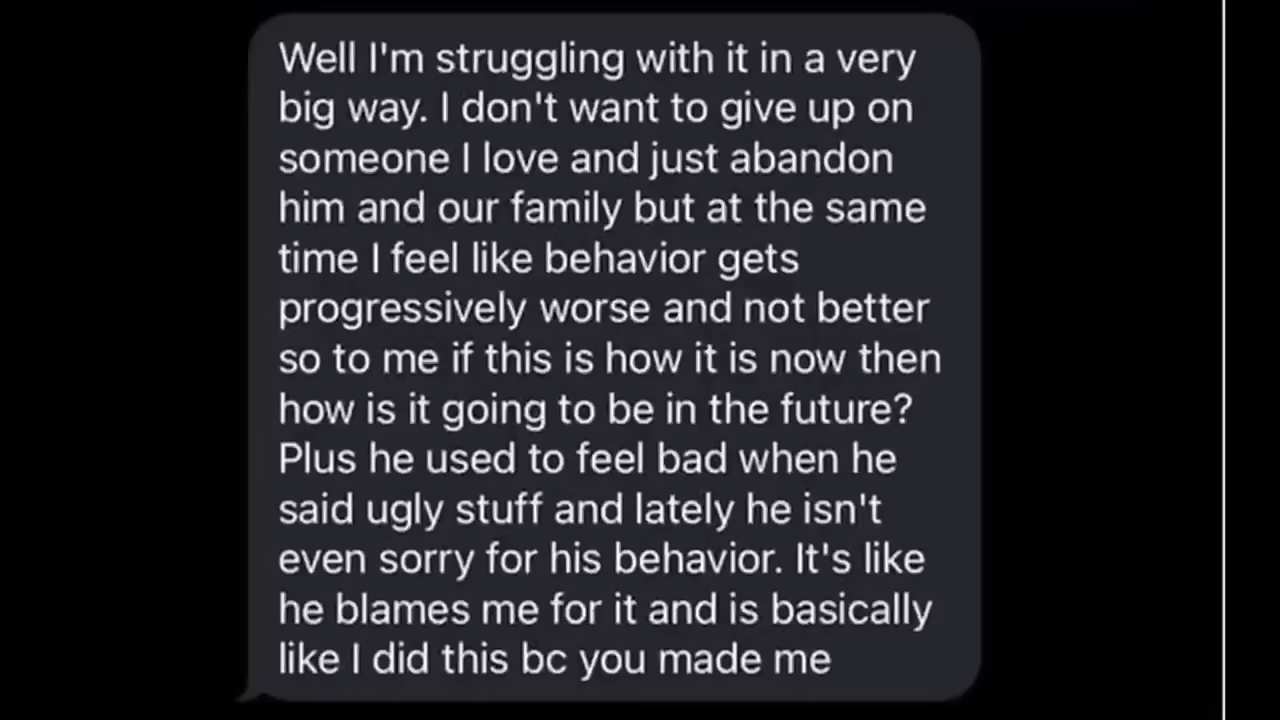 Well I'm struggling with it in a very
big way. I don't want to give up on
someone I love and just abandon
him and our family but at the same
time I feel like behavior gets
progressively worse and not better
so to me if this is how it is now then
how is it going to be in the future?
Plus he used to feel bad when he
said ugly stuff and lately he isn't
even sorry for his behavior. It's like
he blames me for it and is basically
like I did this bc you made me